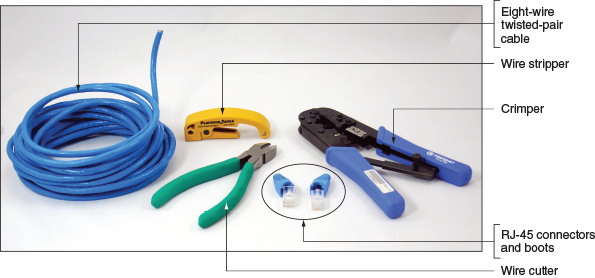 Eight-wire
twisted-pair
cable
Wire stripper
Crimper
RJ-45 connectors
and boots
Wire cutter